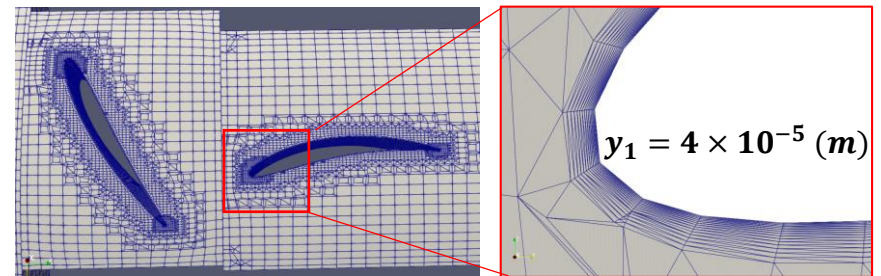 y₁ = 4 × 10⁻⁵ (m)